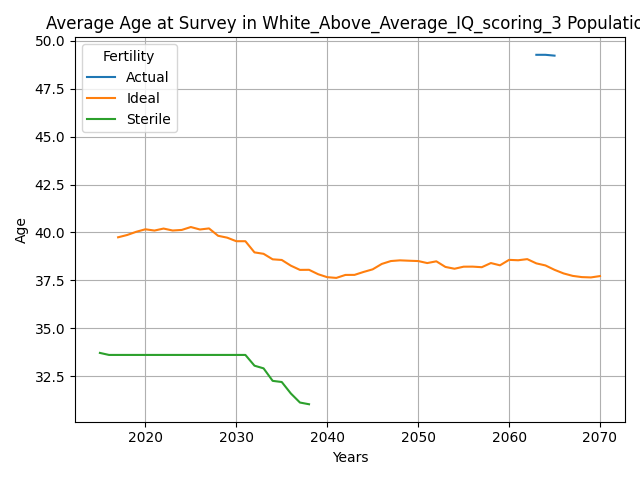 Average Age at Survey in White_Above_Average_IQ_scoring_3 Populatio
Fertility
Actual
Ideal
Sterile
Age
50.0
47.5
45.0
42.5
40.0
37.5
35.0
32.5
2020 2030 2040 2050 2060 2070
Years